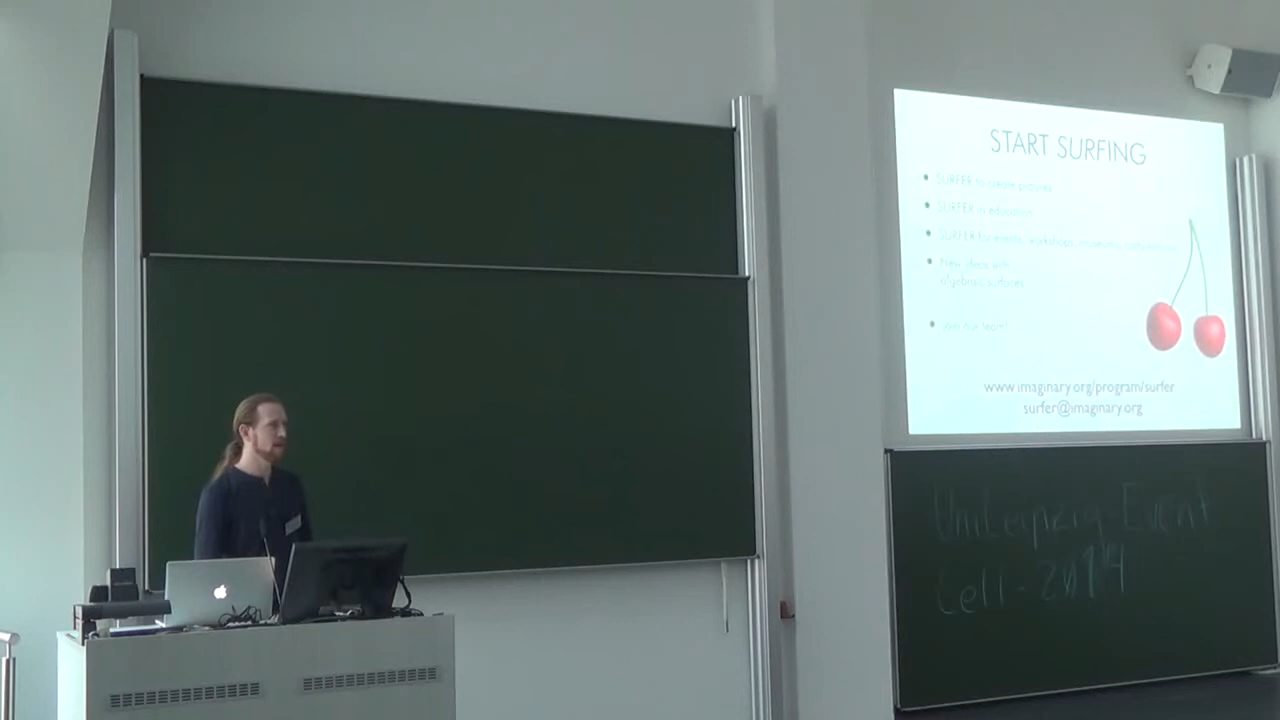 START SURFING
• SURFER to create pictures
• SURFER in education
• SURFER for events, workshops, museums, competitions
• New ideas with
algebraic surfaces
• Join our team!
www.imaginary.org/program/surfer
surfer@imaginary.org
UniLeipzig-Event
Cell-2014